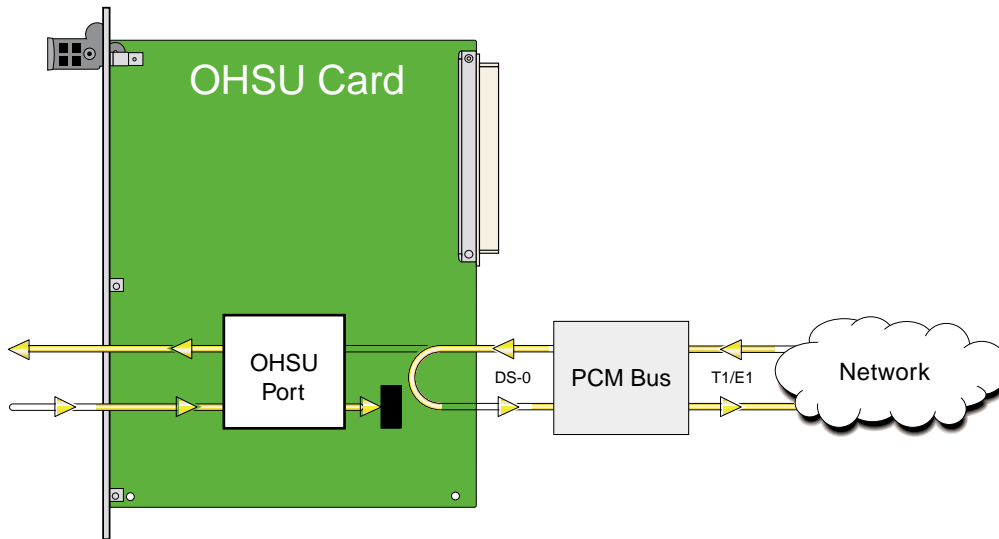 OHSU Card
OHSU
Port
DS-0
PCM Bus
T1/E1
Network